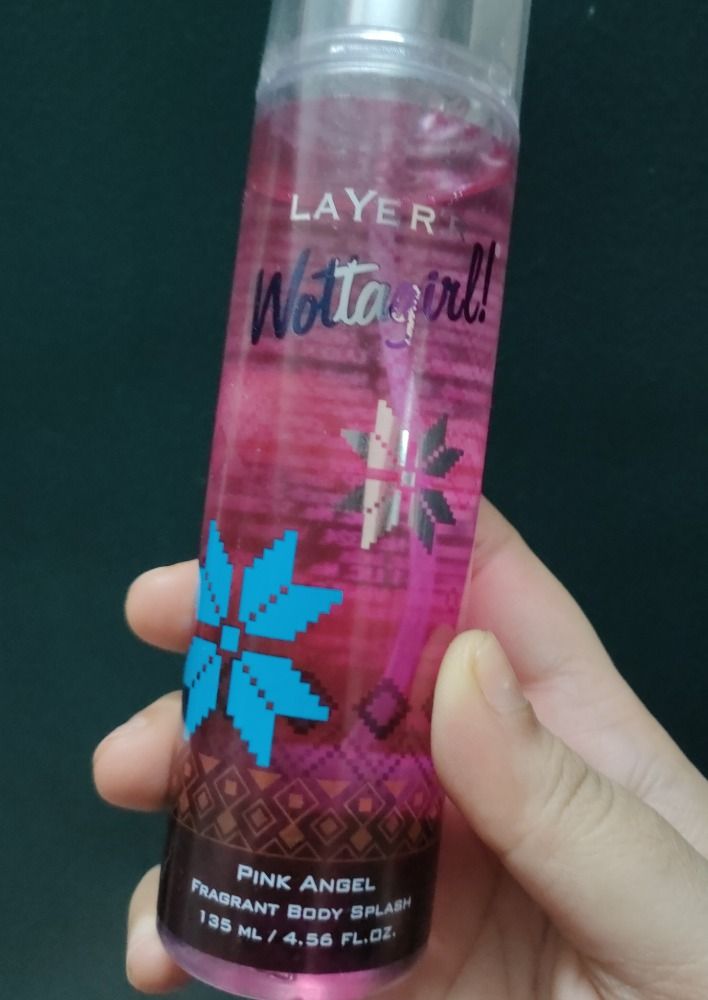 LAYER'R
Wottagirl!
PINK ANGEL
FRAGRANT BODY SPLASH
135 ML / 4.56 FL.OZ.